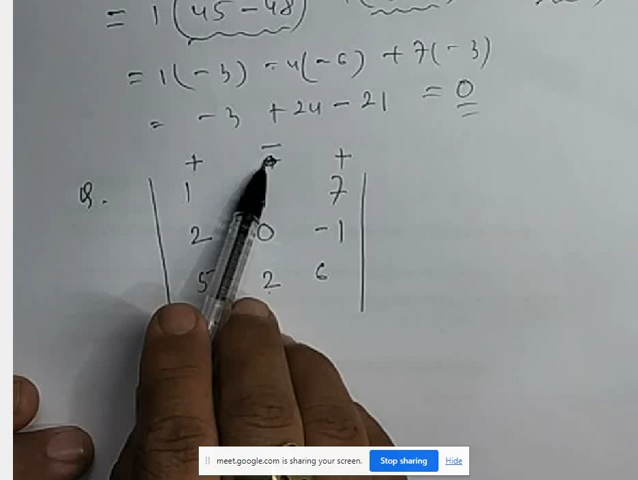 = 1 (45 - 48)
= 1(-3) - 4(-6) + 7(-3)
= -3 + 24 - 21 = 0
+ - +
Q. 1 7
2 0 -1
5 2 6
meet.google.com is sharing your screen. Stop sharing Hide